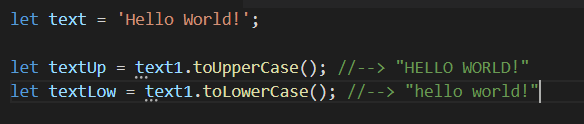 let text = 'Hello World!';
let textUp = text1.toUpperCase(); //--> "HELLO WORLD!"
let textLow = text1.toLowerCase(); //--> "hello world!"